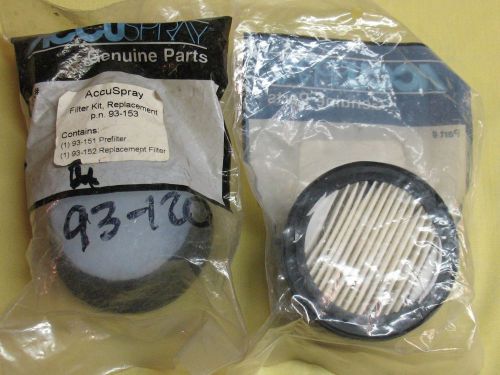 ACCUSPRAY
Genuine Parts
AccuSpray
Filter Kit, Replacement
p.n. 93-153
Contains:
(1) 93-151 Prefilter
(1) 93-152 Replacement Filter
93-120
Part #